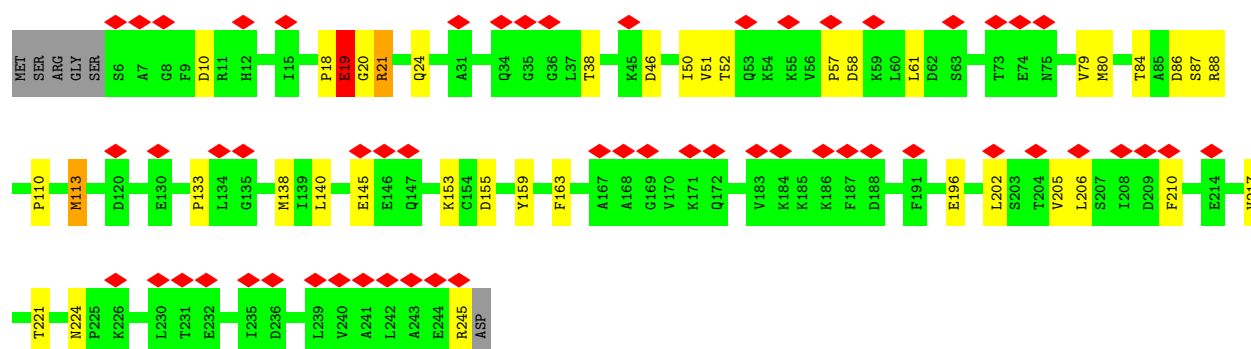 MET SER ARG GLY SER S6 A7 G8 F9 D10 R11 H12 I15 P18 E19 G20 R21 Q24 A31 Q34 G35 G36 L37 T38 K45 D46 I50 V51 T52 Q53 K54 K55 V56 P57 D58 K59 L60 L61 D62 S63 T73 E74 N75 V79 M80 T84 A85 D86 S87 R88
P110 M113 D120 E130 P133 L134 G135 M138 I139 L140 E145 E146 Q147 K153 C154 D155 Y159 F163 A167 A168 G169 V170 K171 Q172 V183 K184 K185 K186 F187 D188 F191 E196 L202 S203 T204 V205 L206 S207 I208 D209 F210 E214
T221 N224 P225 K226 L230 T231 E232 I235 D236 L239 V240 A241 L242 A243 E244 R245 ASP